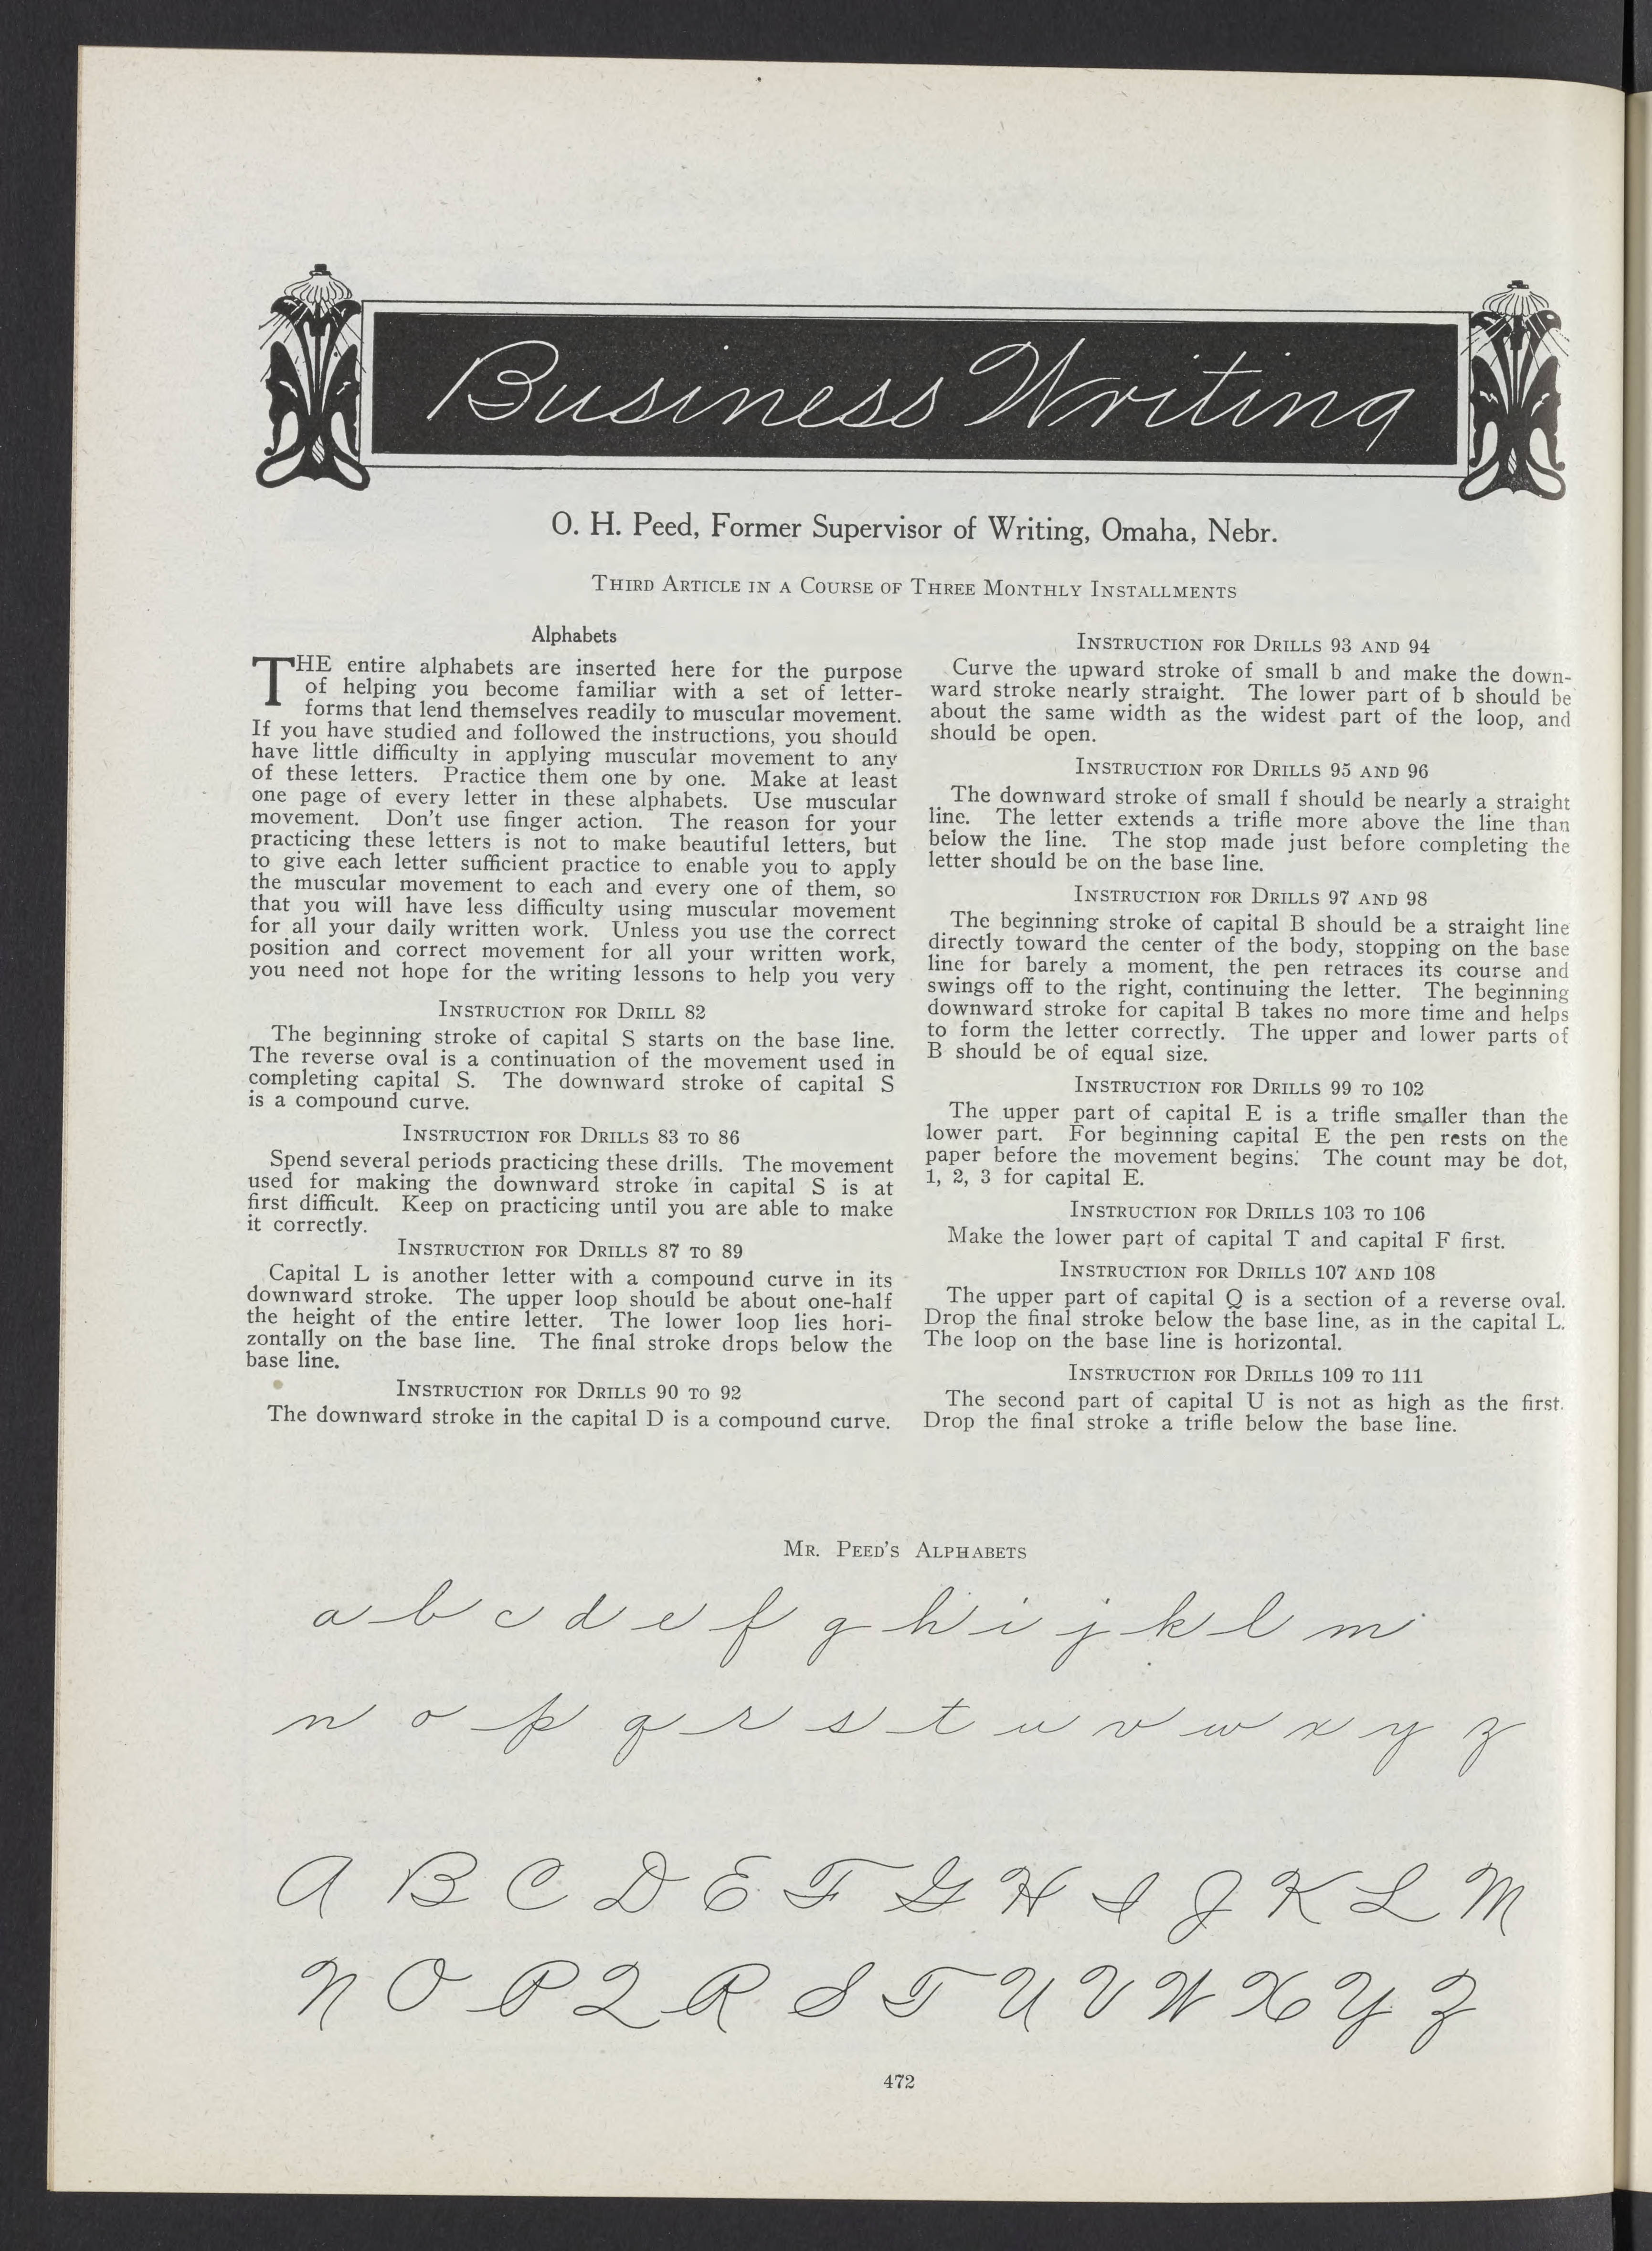 Business Writing
O. H. Peed, Former Supervisor of Writing, Omaha, Nebr.
Third Article in a Course of Three Monthly Installments
Alphabets
THE entire alphabets are inserted here for the purpose
of helping you become familiar with a set of letter-
forms that lend themselves readily to muscular movement.
If you have studied and followed the instructions, you should
have little difficulty in applying muscular movement to any
of these letters. Practice them one by one. Make at least
one page of every letter in these alphabets. Use muscular
movement. Don't use finger action. The reason for your
practicing these letters is not to make beautiful letters, but
to give each letter sufficient practice to enable you to apply
the muscular movement to each and every one of them, so
that you will have less difficulty using muscular movement
for all your daily written work. Unless you use the correct
position and correct movement for all your written work,
you need not hope for the writing lessons to help you very
Instruction for Drill 82
The beginning stroke of capital S starts on the base line.
The reverse oval is a continuation of the movement used in
completing capital S. The downward stroke of capital S
is a compound curve.
Instruction for Drills 83 to 86
Spend several periods practicing these drills. The movement
used for making the downward stroke in capital S is at
first difficult. Keep on practicing until you are able to make
it correctly.
Instruction for Drills 87 to 89
Capital L is another letter with a compound curve in its
downward stroke. The upper loop should be about one-half
the height of the entire letter. The lower loop lies hori-
zontally on the base line. The final stroke drops below the
base line.
Instruction for Drills 90 to 92
The downward stroke in the capital D is a compound curve.
Instruction for Drills 93 and 94
Curve the upward stroke of small b and make the down-
ward stroke nearly straight. The lower part of b should be
about the same width as the widest part of the loop, and
should be open.
Instruction for Drills 95 and 96
The downward stroke of small f should be nearly a straight
line. The letter extends a trifle more above the line than
below the line. The stop made just before completing the
letter should be on the base line.
Instruction for Drills 97 and 98
The beginning stroke of capital B should be a straight line
directly toward the center of the body, stopping on the base
line for barely a moment, the pen retraces its course and
swings off to the right, continuing the letter. The beginning
downward stroke for capital B takes no more time and helps
to form the letter correctly. The upper and lower parts of
B should be of equal size.
Instruction for Drills 99 to 102
The upper part of capital E is a trifle smaller than the
lower part. For beginning capital E the pen rests on the
paper before the movement begins. The count may be dot,
1, 2, 3 for capital E.
Instruction for Drills 103 to 106
Make the lower part of capital T and capital F first.
Instruction for Drills 107 and 108
The upper part of capital Q is a section of a reverse oval.
Drop the final stroke below the base line, as in the capital L.
The loop on the base line is horizontal.
Instruction for Drills 109 to 111
The second part of capital U is not as high as the first.
Drop the final stroke a trifle below the base line.
Mr. Peed's Alphabets
a b c d e f g h i j k l m
n o p q r s t u v w x y z
A B C D E F G H I J K L M
N O P Q R S T U V W X Y Z
472